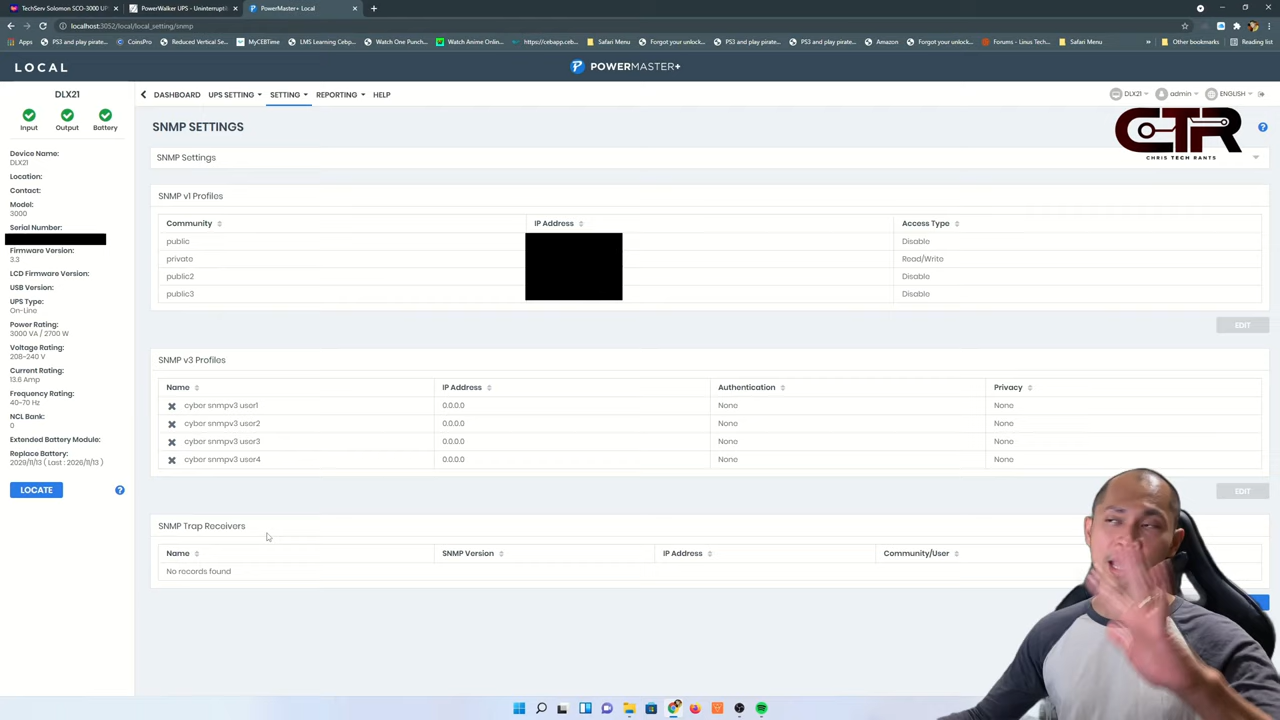 TechServ Solomon SCO-3000 UP
PowerWalker UPS - Uninterrupti
PowerMaster+ Local
localhost:3052/local/local_setting/snmp
Apps
PS3 and play pirate...
CoinPro
Reduced Vertical Se...
MyCEBTime
LMS Learning Cebp...
Watch One Punch...
Watch Anime Online...
https://cebapp.ceb...
Safari Menu
Forgot your unlock...
PS3 and play pirate...
PS3 and play pirat...
Amazon
Forgot your unlock...
Forums - Linus Tech...
Safari Menu
Other bookmarks
Reading list
LOCAL
POWERMASTER+
DLX21
Input
Output
Battery
Device Name:
DLX21
Location:
Contact:
Model:
3000
Serial Number:
Firmware Version:
3.3
LCD Firmware Version:
USB Version:
UPS Type:
On-Line
Power Rating:
3000 VA / 2700 W
Voltage Rating:
208~240 V
Current Rating:
13.6 Amp
Frequency Rating:
40~70 Hz
NCL Bank:
0
Extended Battery Module:
Replace Battery:
2029/11/13 ( Last : 2026/11/13 )
LOCATE
DASHBOARD
UPS SETTING
SETTING
REPORTING
HELP
DLX21
admin
ENGLISH
SNMP SETTINGS
CTR
CHRIS TECH RANTS
SNMP Settings
SNMP v1 Profiles
Community
IP Address
Access Type
public
Disable
private
Read/Write
public2
Disable
public3
Disable
EDIT
SNMP v3 Profiles
Name
IP Address
Authentication
Privacy
cyber snmpv3 user1
0.0.0.0
None
None
cyber snmpv3 user2
0.0.0.0
None
None
cyber snmpv3 user3
0.0.0.0
None
None
cyber snmpv3 user4
0.0.0.0
None
None
EDIT
SNMP Trap Receivers
Name
SNMP Version
IP Address
Community/User
No records found